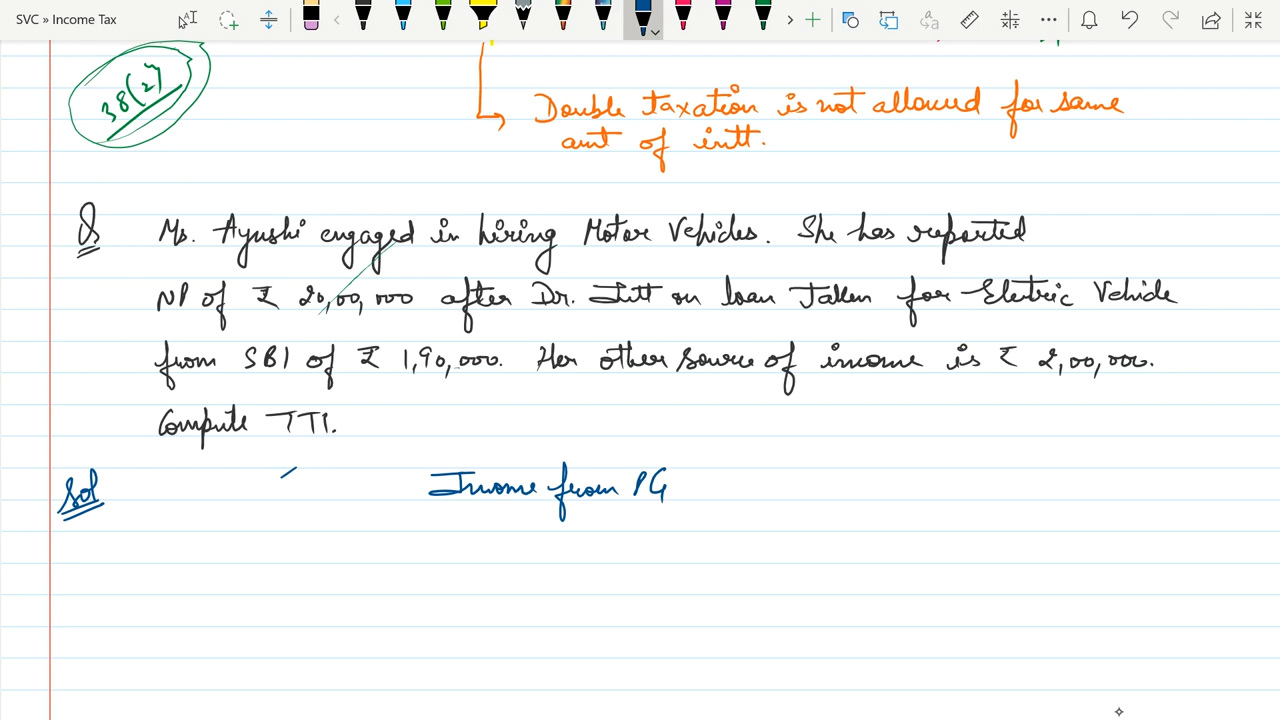 SVC » Income Tax
38(2)
Double taxation is not allowed for same
amt of intt.
Q Ms. Ayushi engaged in hiring Motor Vehicles. She has reported
NP of ₹ 20,00,000 after Dr. Intt on loan Taken for Electric Vehicle
from SBI of ₹ 1,90,000. Her other source of income is ₹ 2,00,000.
Compute TTI.
Sol Income from PG